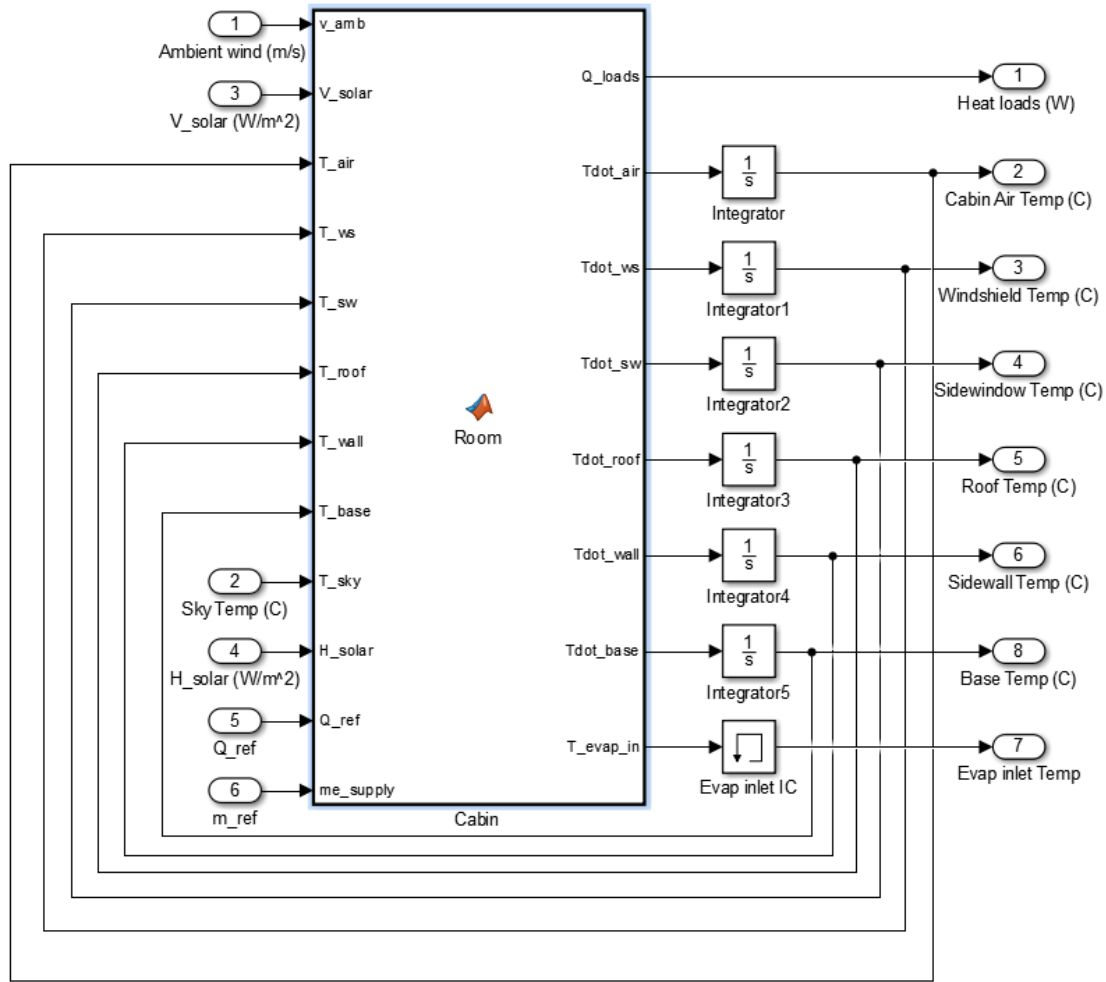 1
Ambient wind (m/s)
3
V_solar (W/m^2)
2
Sky Temp (C)
4
H_solar (W/m^2)
5
Q_ref
6
m_ref
v_amb
V_solar
T_air
T_ws
T_sw
T_roof
T_wall
T_base
T_sky
H_solar
Q_ref
me_supply
Room
Cabin
Q_loads
Tdot_air
Tdot_ws
Tdot_sw
Tdot_roof
Tdot_wall
Tdot_base
T_evap_in
1
s
Integrator
1
s
Integrator1
1
s
Integrator2
1
s
Integrator3
1
s
Integrator4
1
s
Integrator5
Evap inlet IC
1
Heat loads (W)
2
Cabin Air Temp (C)
3
Windshield Temp (C)
4
Sidewindow Temp (C)
5
Roof Temp (C)
6
Sidewall Temp (C)
8
Base Temp (C)
7
Evap inlet Temp